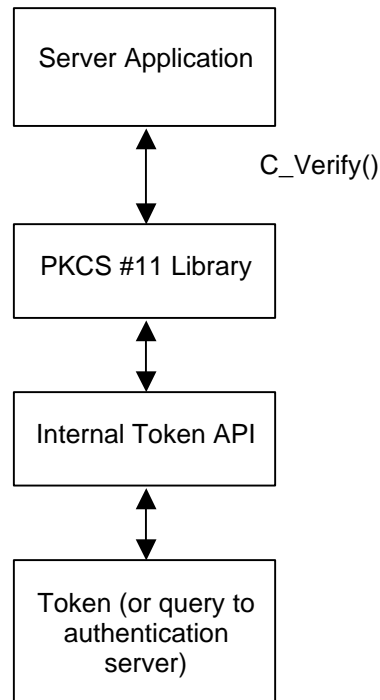 Server Application
C_Verify()
PKCS #11 Library
Internal Token API
Token (or query to
authentication
server)